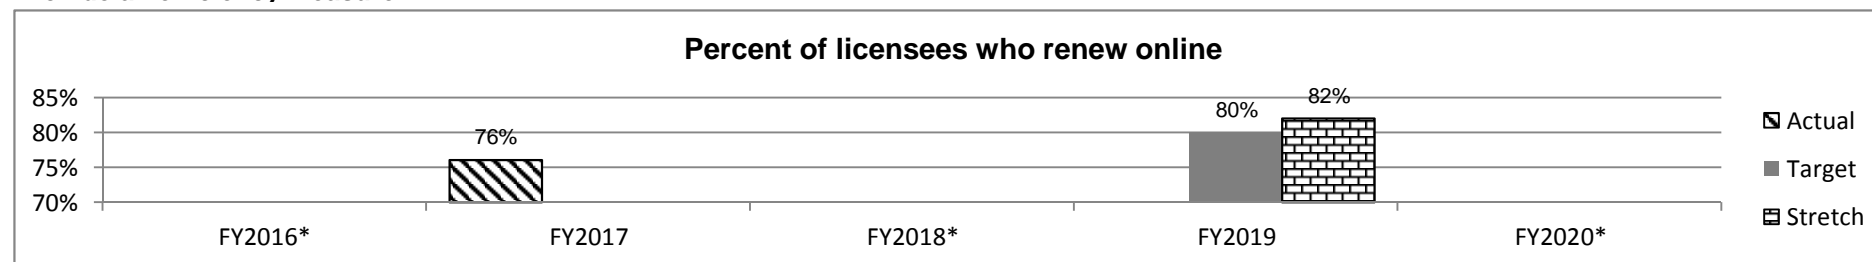 Percent of licensees who renew online
85%
80%
75%
70%
76%
80%
82%
FY2016*
FY2017
FY2018*
FY2019
FY2020*
Actual
Target
Stretch